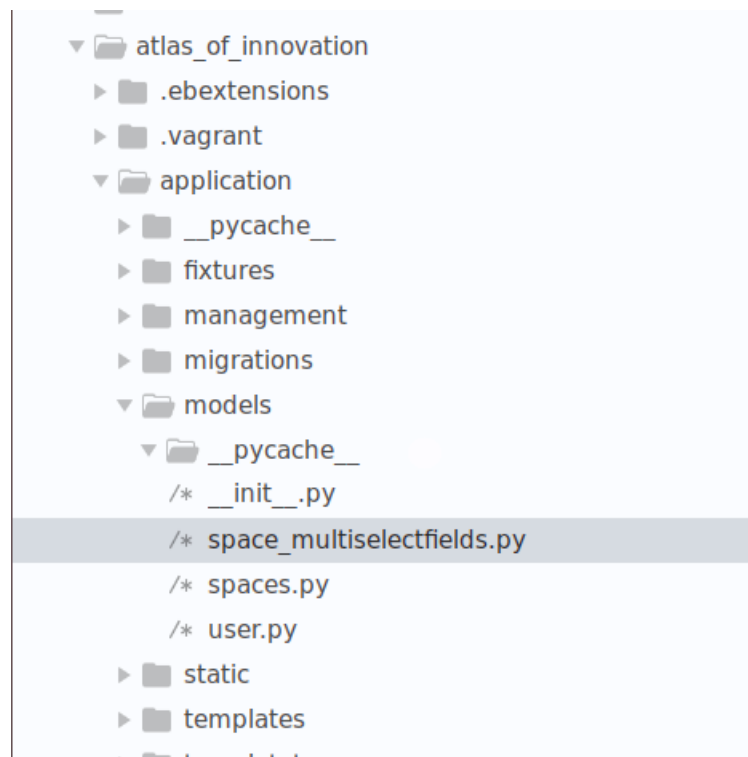 atlas_of_innovation
.ebextensions
.vagrant
application
__pycache__
fixtures
management
migrations
models
__pycache__
/* __init__.py
/* space_multiselectfields.py
/* spaces.py
/* user.py
static
templates